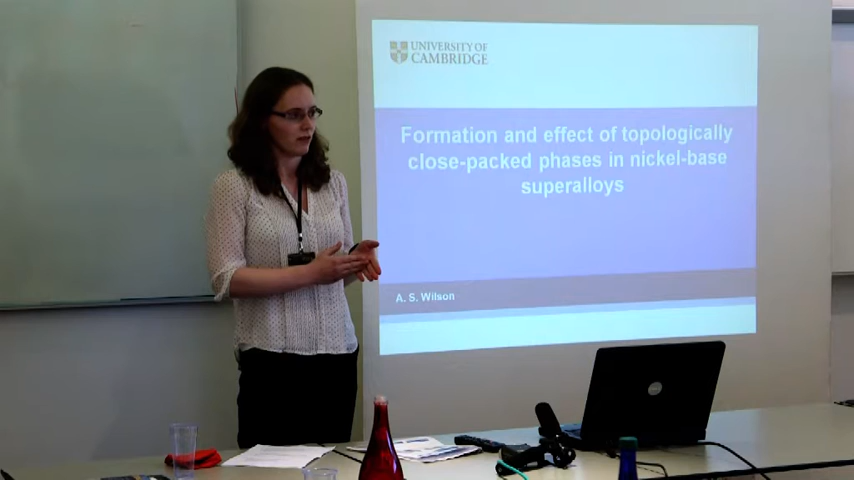 UNIVERSITY OF
CAMBRIDGE
Formation and effect of topologically
close-packed phases in nickel-base
superalloys
A. S. Wilson